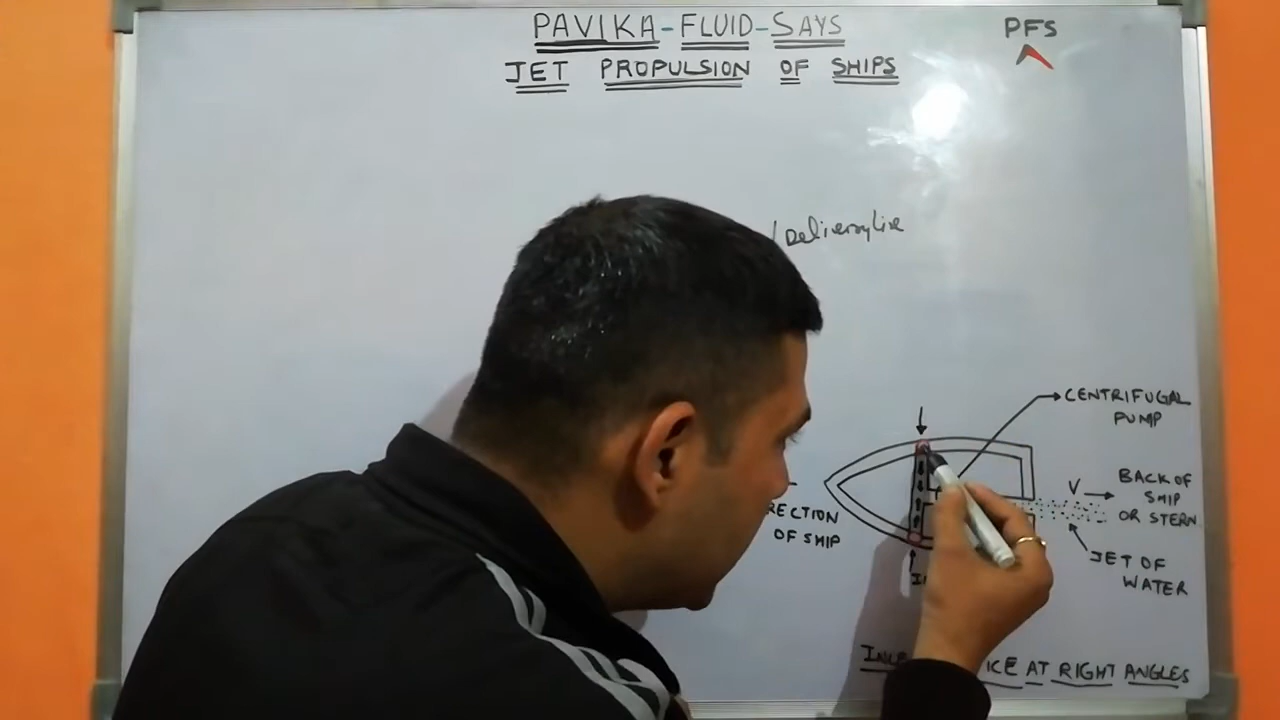 PAVIKA-FLUID-SAYS
PFS
JET PROPULSION OF SHIPS
Deliveryline
CENTRIFUGAL
PUMP
V
BACK OF
SHIP
OR STERN
RECTION
OF SHIP
JET OF
WATER
AT RIGHT ANGLES